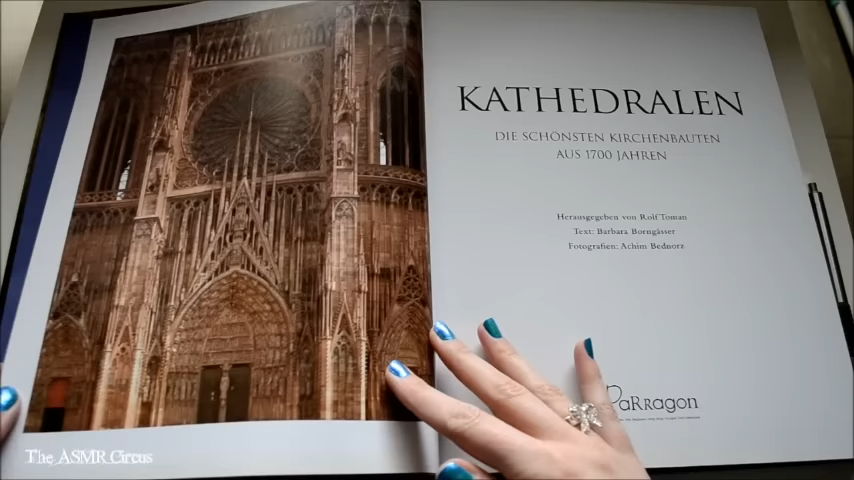 KATHEDRALEN
DIE SCHÖNSTEN KIRCHENBAUTEN
AUS 1700 JAHREN
Herausgegeben von Rolf Toman
Text: Barbara Borngässer
Fotografien: Achim Bednorz
PaRRagon
The ASMR Circus